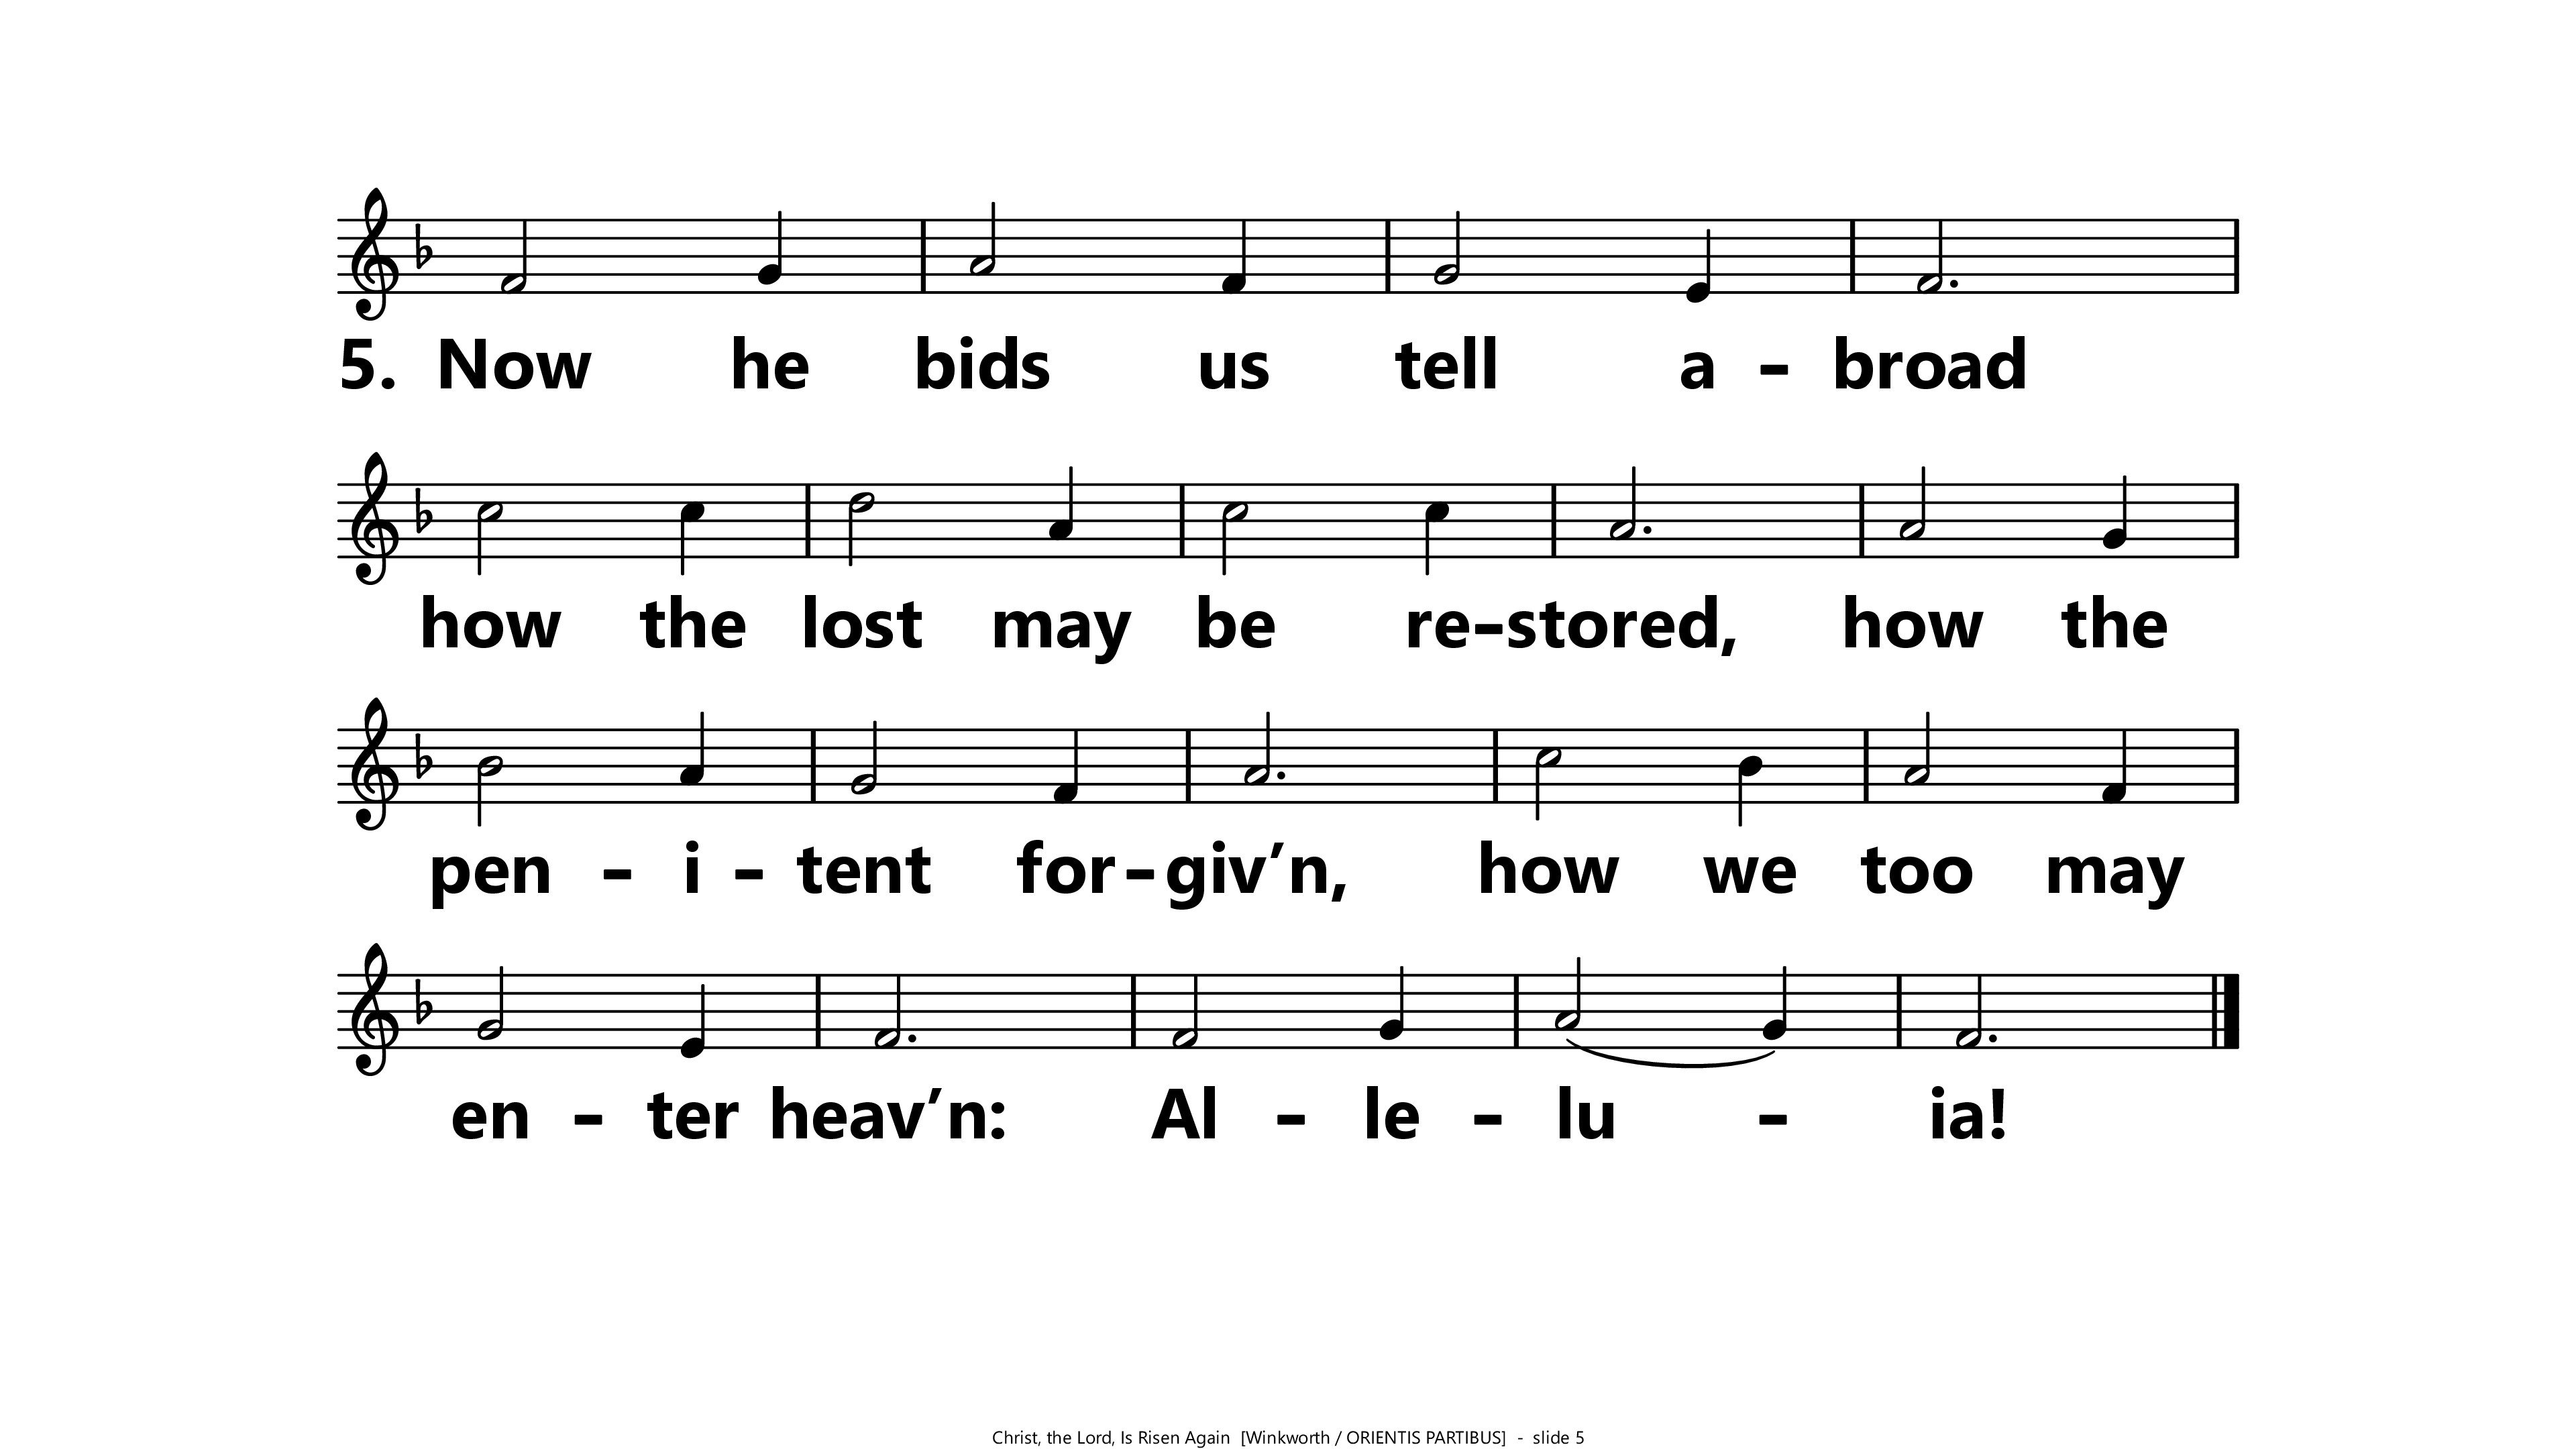 5. Now he bids us tell a - broad
how the lost may be re-stored, how the
pen - i - tent for-giv’n, how we too may
en - ter heav’n: Al - le - lu - ia!
Christ, the Lord, Is Risen Again [Winkworth / ORIENTIS PARTIBUS] - slide 5